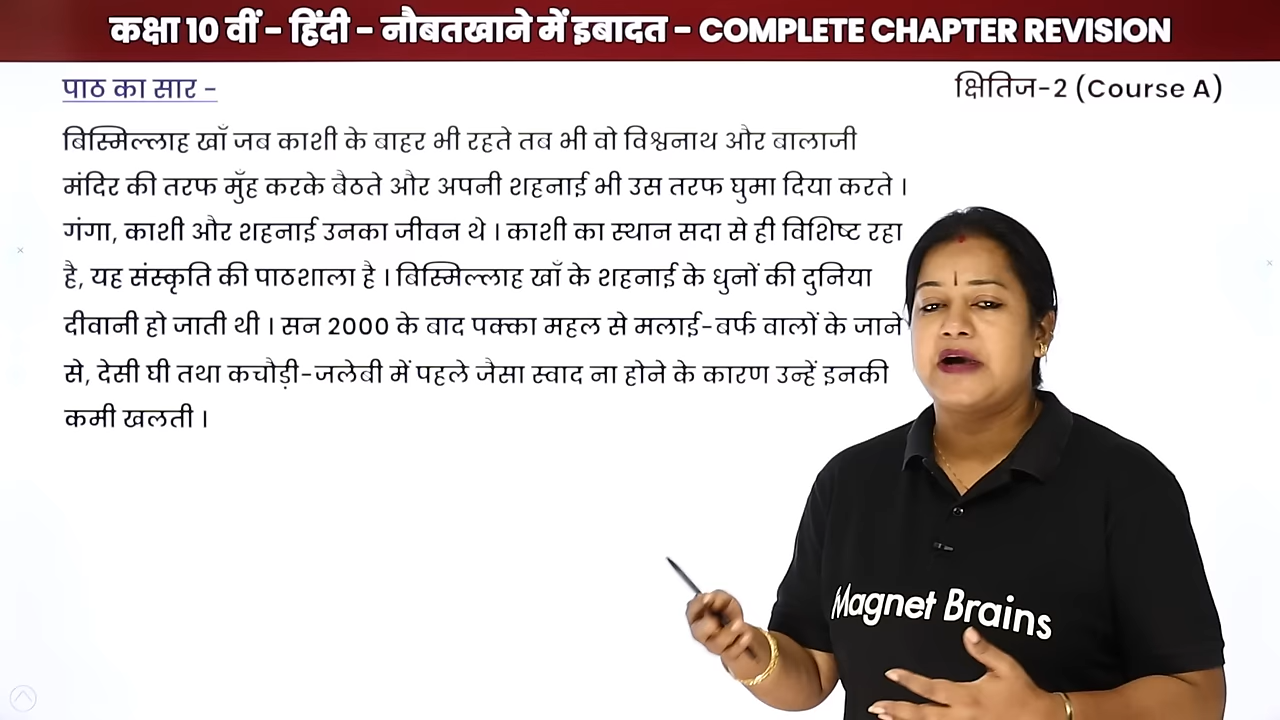 कक्षा 10 वीं - हिंदी - नौबतखाने में इबादत - COMPLETE CHAPTER REVISION
पाठ का सार -
क्षितिज-2 (Course A)
बिस्मिल्लाह खाँ जब काशी के बाहर भी रहते तब भी वो विश्वनाथ और बालाजी
मंदिर की तरफ मुँह करके बैठते और अपनी शहनाई भी उस तरफ घुमा दिया करते ।
गंगा, काशी और शहनाई उनका जीवन थे । काशी का स्थान सदा से ही विशिष्ट रहा
है, यह संस्कृति की पाठशाला है । बिस्मिल्लाह खाँ के शहनाई के धुनों की दुनिया
दीवानी हो जाती थी । सन 2000 के बाद पक्का महल से मलाई-बर्फ वालों के जाने
से, देसी घी तथा कचौड़ी-जलेबी में पहले जैसा स्वाद ना होने के कारण उन्हें इनकी
कमी खलती ।
Magnet Brains